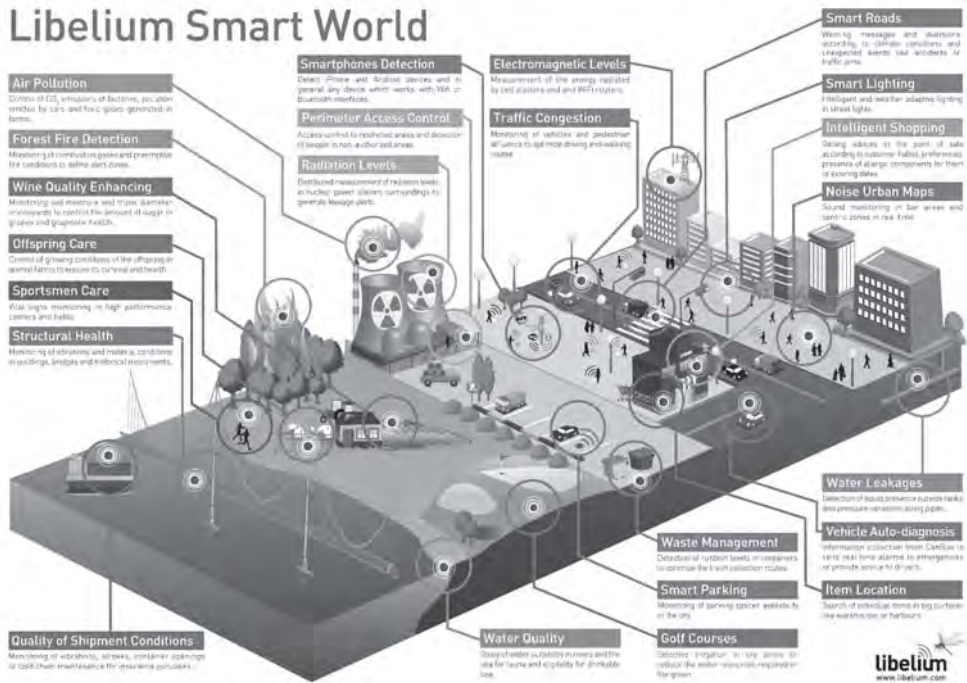 Libelium Smart World
Air Pollution
Control of CO₂ emissions of factories, pollution
emitted by cars and toxic gases generated in
farms.
Forest Fire Detection
Monitoring of combustion gases and preemptive
fire conditions to define alert zones.
Wine Quality Enhancing
Monitoring soil moisture and trunk diameter
in vineyards to control the amount of sugar in
grapes and grapevine health.
Offspring Care
Control of growing conditions of the offspring in
animal farms to ensure its survival and health.
Sportsmen Care
Vital signs monitoring in high performance
centers and fields.
Structural Health
Monitoring of vibrations and material conditions
in buildings, bridges and historical monuments.
Quality of Shipment Conditions
Monitoring of vibrations, strokes, container openings
or cold chain maintenance for insurance purposes.
Smartphones Detection
Detect iPhone and Android devices and in
general any device which works with Wifi or
Bluetooth interfaces.
Perimeter Access Control
Access control to restricted areas and detection
of people in non-authorized areas.
Radiation Levels
Distributed measurement of radiation levels
in nuclear power stations surroundings to
generate leakage alerts.
Electromagnetic Levels
Measurement of the energy radiated
by cell stations and and WiFi routers.
Traffic Congestion
Monitoring of vehicles and pedestrian
affluence to optimize driving and walking
routes.
Smart Roads
Warning messages and diversions
according to climate conditions and
unexpected events like accidents or
traffic jams.
Smart Lighting
Intelligent and weather adaptive lighting
in street lights.
Intelligent Shopping
Getting advices in the point of sale
according to customer habits, preferences,
presence of allergic components for them
or expiring dates.
Noise Urban Maps
Sound monitoring in bar areas and
centric zones in real time.
Water Leakages
Detection of liquid presence outside tanks
and pressure variations along pipes.
Vehicle Auto-diagnosis
Information collection from CanBus to
send real time alarms to emergencies
or provide advice to drivers.
Item Location
Search of individual items in big surfaces
like warehouses or harbours.
Waste Management
Detection of rubbish levels in containers
to optimize the trash collection routes.
Smart Parking
Monitoring of parking spaces availability
in the city.
Golf Courses
Selective irrigation in dry zones to
reduce the water resources required in
the green.
Water Quality
Study of water suitability in rivers and the
sea for fauna and eligibility for drinkable
use.
libelium
www.libelium.com